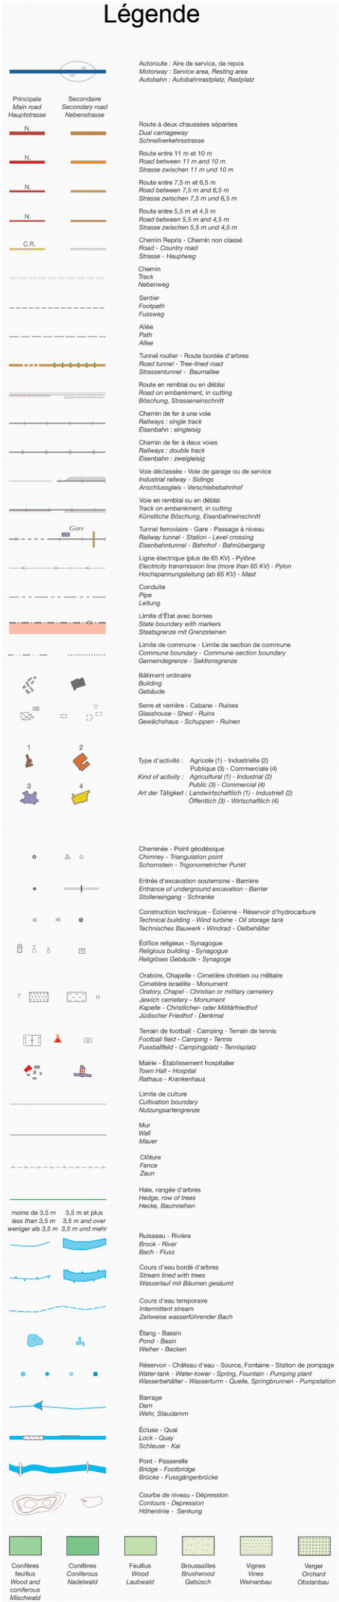 Légende
Autoroute : Aire de service, de repos
Motorway : Service area, Resting area
Autobahn : Autobahnrastplatz, Rastplatz
Principale
Main road
Hauptstrasse
Secondaire
Secondary road
Nebenstrasse
N.
Route à deux chaussées séparées
Dual carriageway
Schnellverkehrsstrasse
N.
Route entre 11 m et 10 m
Road between 11 m and 10 m
Strasse zwischen 11 m und 10 m
N.
Route entre 7,5 m et 6,5 m
Road between 7,5 m and 6,5 m
Strasse zwischen 7,5 m und 6,5 m
N.
Route entre 5,5 m et 4,5 m
Road between 5,5 m and 4,5 m
Strasse zwischen 5,5 m und 4,5 m
C.R.
Chemin Repris - Chemin non classé
Road - Country road
Strasse - Hauptweg
Chemin
Track
Nebenweg
Sentier
Footpath
Fussweg
Allée
Path
Allee
Tunnel routier - Route bordée d'arbres
Road tunnel - Tree-lined road
Strassentunnel - Baumallee
Route en remblai ou en déblai
Road on embankment, in cutting
Böschung, Strasseneinschnitt
Chemin de fer à une voie
Railways : single track
Eisenbahn : eingleisig
Chemin de fer à deux voies
Railways : double track
Eisenbahn : zweigleisig
Voie déclassée - Voie de garage ou de service
Industrial railway - Sidings
Anschlussgleis - Verschiebebahnhof
Voie en remblai ou en déblai
Track on embankment, in cutting
Künstliche Böschung, Eisenbahneinschnitt
Gare
Tunnel ferroviaire - Gare - Passage à niveau
Railway tunnel - Station - Level crossing
Eisenbahntunnel - Bahnhof - Bahnübergang
Ligne électrique (plus de 65 KV) - Pylône
Electricity transmission line (more than 65 KV) - Pylon
Hochspannungsleitung (ab 65 KV) - Mast
Conduite
Pipe
Leitung
Limite d'État avec bornes
State boundary with markers
Staatsgrenze mit Grenzsteinen
Limite de commune - Limite de section de commune
Commune boundary - Commune-section boundary
Gemeindegrenze - Sektionsgrenze
Bâtiment ordinaire
Building
Gebäude
Serre et verrière - Cabane - Ruines
Glasshouse - Shed - Ruins
Gewächshaus - Schuppen - Ruinen
1 2
3 4
Type d'activité : Agricole (1) - Industrielle (2)
Publique (3) - Commerciale (4)
Kind of activity : Agricultural (1) - Industrial (2)
Public (3) - Commercial (4)
Art der Tätigkeit : Landwirtschaftlich (1) - Industriell (2)
Öffentlich (3) - Wirtschaftlich (4)
Cheminée - Point géodésique
Chimney - Triangulation point
Schornstein - Trigonometricher Punkt
Entrée d'excavation souterraine - Barrière
Entrance of underground excavation - Barrier
Stolleneingang - Schranke
Construction technique - Éolienne - Réservoir d'hydrocarbure
Technical building - Wind turbine - Oil storage tank
Technisches Bauwerk - Windrad - Oelbehälter
Édifice religieux - Synagogue
Religious building - Synagogue
Religiöses Gebäude - Synagoge
Oratoire, Chapelle - Cimetière chrétien ou militaire
Cimetière israélite - Monument
Oratory, Chapel - Christian or military cemetery
Jewish cemetery - Monument
Kapelle - Christlicher- oder Militärfriedhof
Jüdischer Friedhof - Denkmal
Terrain de football - Camping - Terrain de tennis
Football field - Camping - Tennis
Fussballfeld - Campingplatz - Tennisplatz
Mairie - Établissement hospitalier
Town Hall - Hospital
Rathaus - Krankenhaus
Limite de culture
Cultivation boundary
Nutzungsartengrenze
Mur
Wall
Mauer
Clôture
Fence
Zaun
Haie, rangée d'arbres
Hedge, row of trees
Hecke, Baumreihen
moins de 3,5 m
less than 3,5 m
weniger als 3,5 m
3,5 m et plus
3,5 m and over
3,5 m und mehr
Ruisseau - Rivière
Brook - River
Bach - Fluss
Cours d'eau bordé d'arbres
Stream lined with trees
Wasserlauf mit Bäumen gesäumt
Cours d'eau temporaire
Intermittent stream
Zeitweise wasserführender Bach
Étang - Bassin
Pond - Basin
Weiher - Becken
Réservoir - Château d'eau - Source, Fontaine - Station de pompage
Water-tank - Water-tower - Spring, Fountain - Pumping plant
Wasserbehälter - Wasserturm - Quelle, Springbrunnen - Pumpstation
Barrage
Dam
Wehr, Staudamm
Écluse - Quai
Lock - Quay
Schleuse - Kai
Pont - Passerelle
Bridge - Footbridge
Brücke - Fussgängerbrücke
Courbe de niveau - Dépression
Contours - Depression
Höhenlinie - Senkung
Conifères
feuillus
Wood and
coniferous
Mischwald
Conifères
Coniferous
Nadelwald
Feuillus
Wood
Laubwald
Broussailles
Brushwood
Gebüsch
Vignes
Vines
Weinanbau
Verger
Orchard
Obstanbau